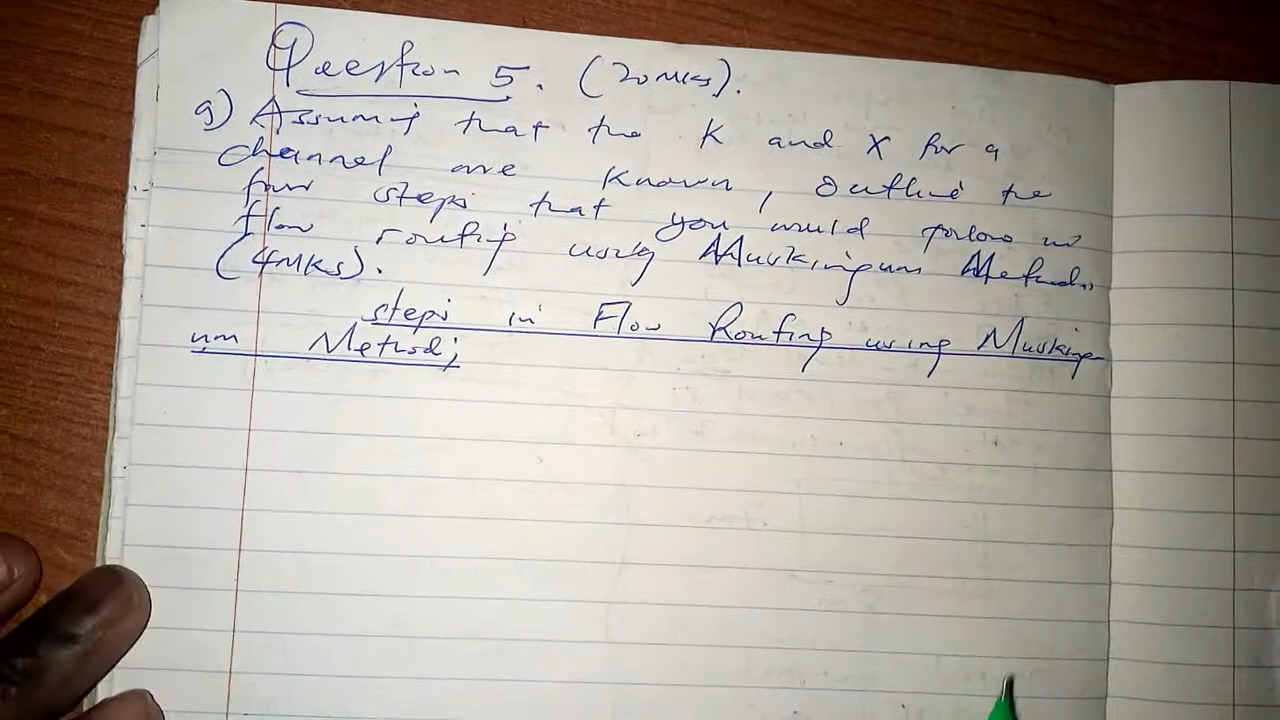 Question 5. (20mks).
a) Assuming that the K and X for a
channel are known, outline the
four steps that you would follow in
flow routing using Muskingum Method.
(4mks).
steps in Flow Routing using Musking-
um Method;